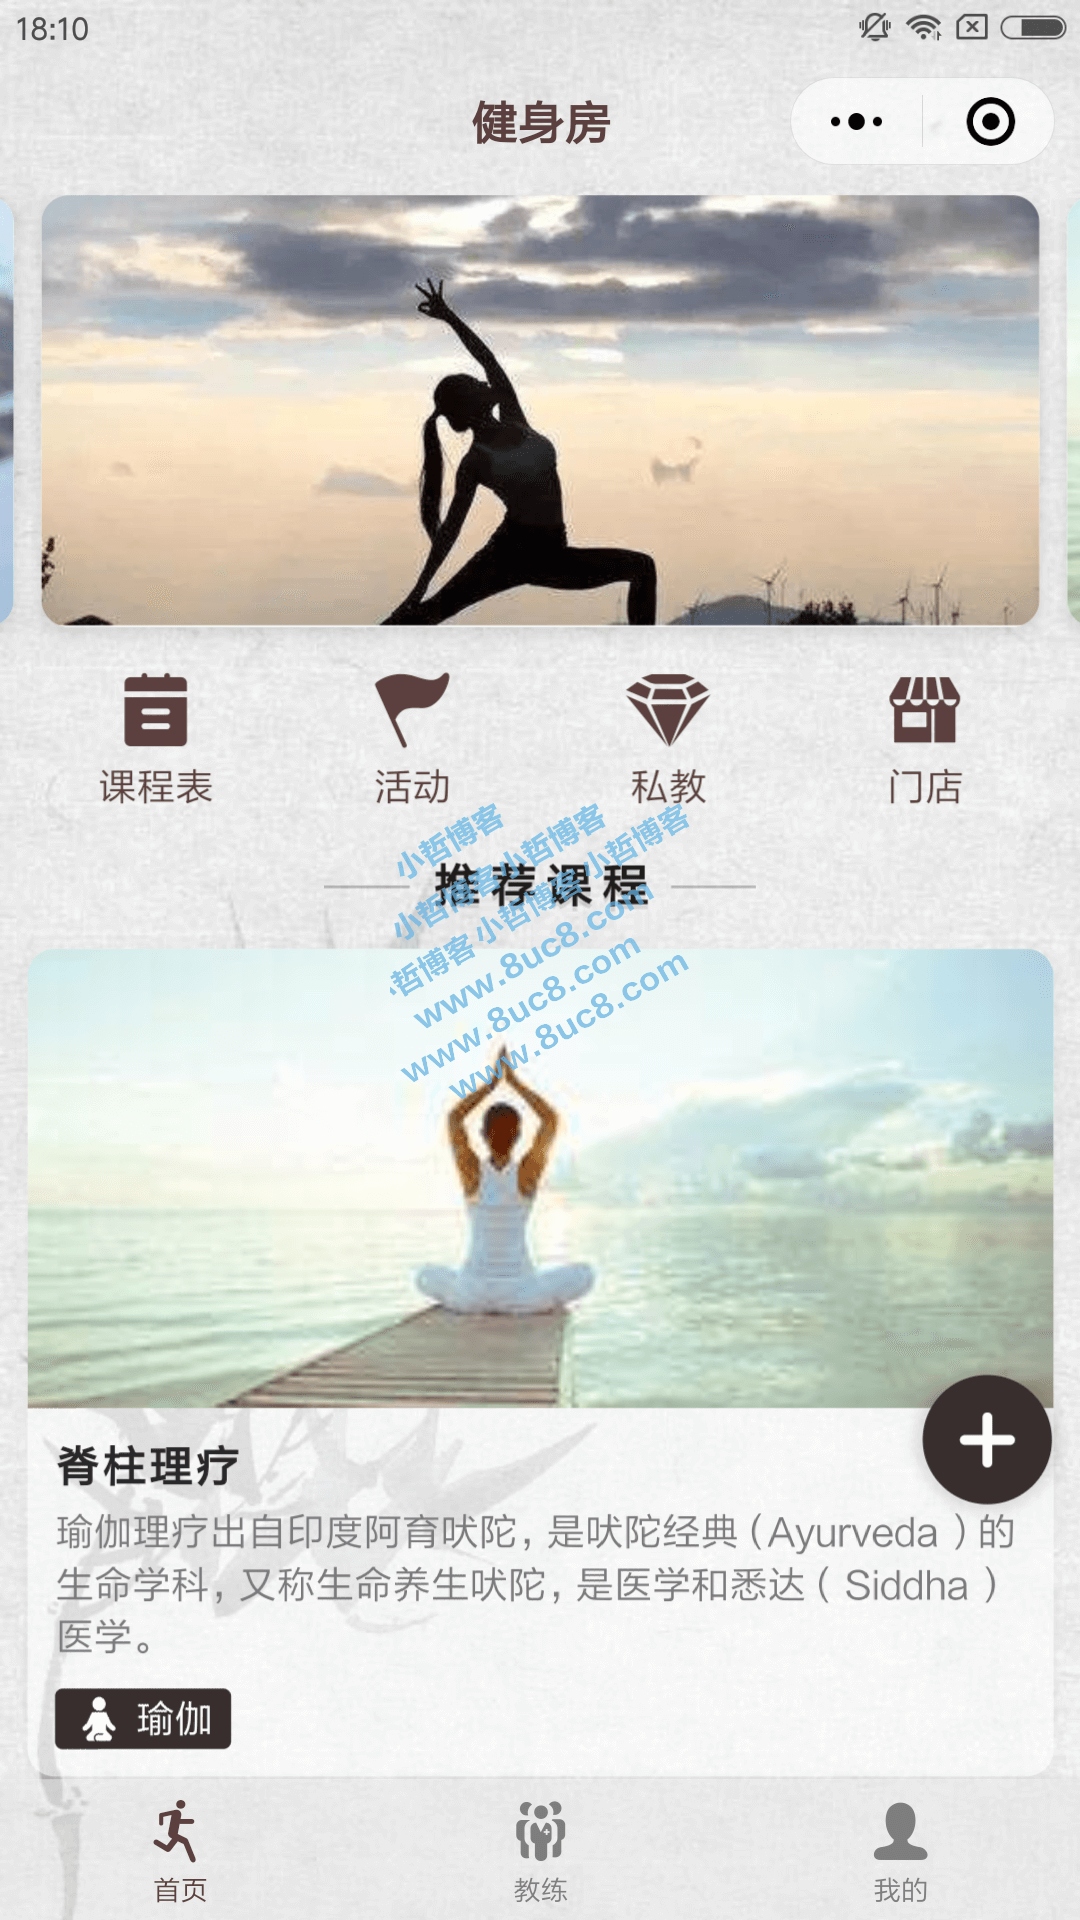 18:10
健身房
课程表
活动
私教
门店
小哲博客
小哲博客小哲博客
小哲博客 小哲博客 小哲博客
www.8uc8.com
www.8uc8.com
www.8uc8.com
推荐课程
脊柱理疗
瑜伽理疗出自印度阿育吠陀，是吠陀经典（Ayurveda ）的
生命学科，又称生命养生吠陀，是医学和悉达（ Siddha ）
医学。
瑜伽
首页
教练
我的